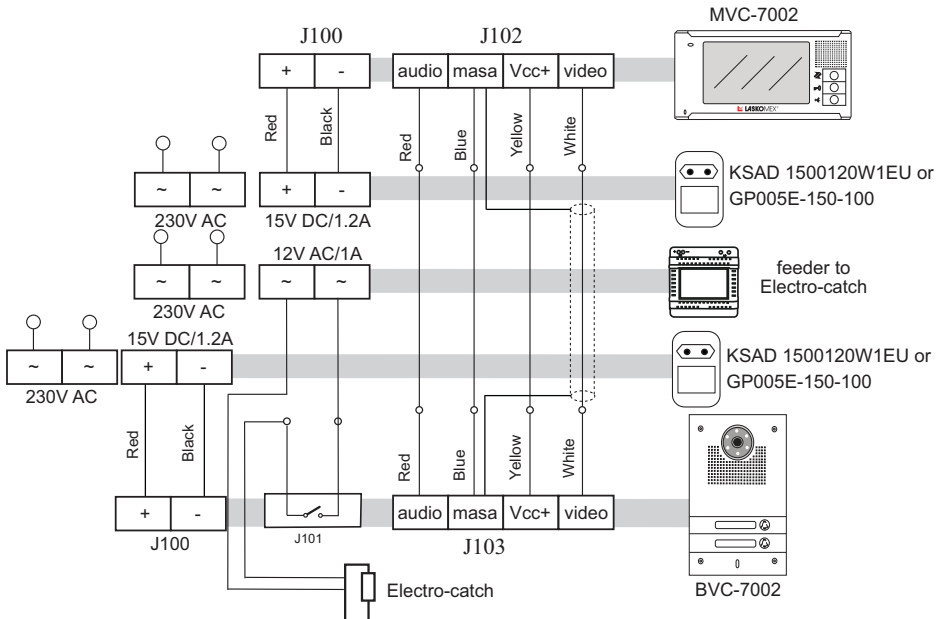 MVC-7002
J100
J102
+ -
audio masa Vcc+ video
LASKOMEX
Red
Black
Red
Blue
Yellow
White
~ ~
+ -
KSAD 1500120W1EU or
GP005E-150-100
230V AC
15V DC/1.2A
12V AC/1A
~ ~
~ ~
feeder to
Electro-catch
230V AC
15V DC/1.2A
~ ~
+ -
KSAD 1500120W1EU or
GP005E-150-100
230V AC
Red
Black
Red
Blue
Yellow
White
+ -
audio masa Vcc+ video
J100
J101
J103
Electro-catch
BVC-7002